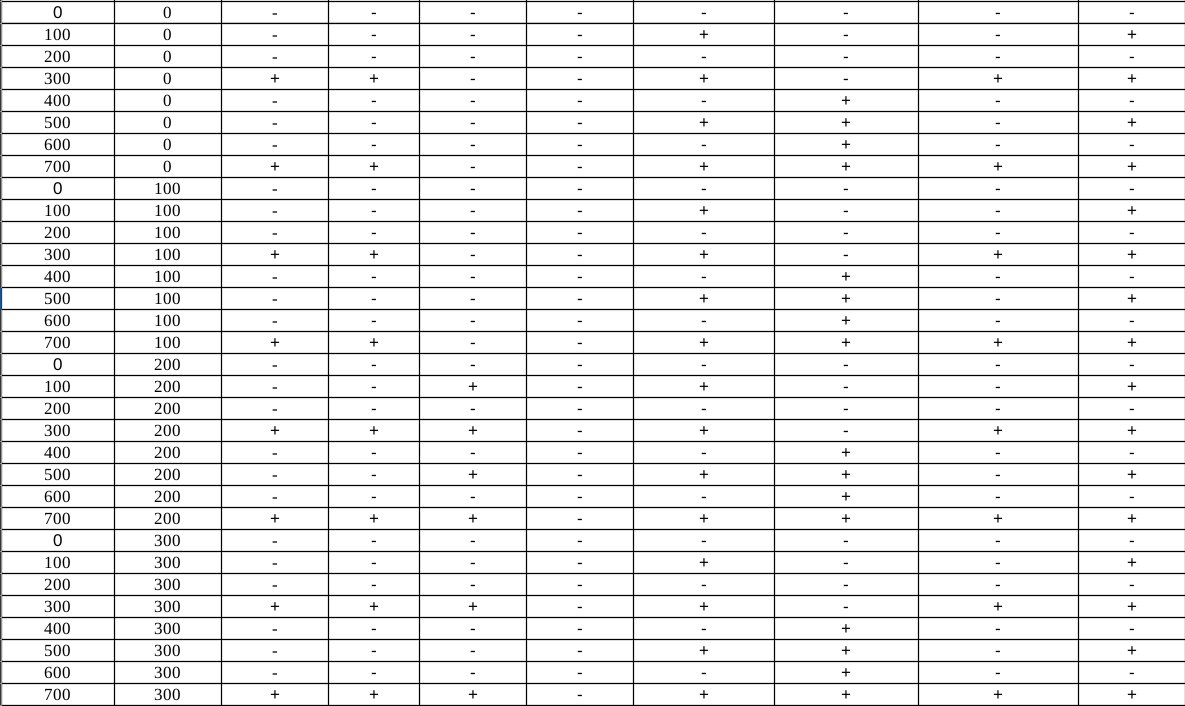 0 0 - - - - - - - -
100 0 - - - - + - - +
200 0 - - - - - - - -
300 0 + + - - + - + +
400 0 - - - - - + - -
500 0 - - - - + + - +
600 0 - - - - - + - -
700 0 + + - - + + + +
0 100 - - - - - - - -
100 100 - - - - + - - +
200 100 - - - - - - - -
300 100 + + - - + - + +
400 100 - - - - - + - -
500 100 - - - - + + - +
600 100 - - - - - + - -
700 100 + + - - + + + +
0 200 - - - - - - - -
100 200 - - + - + - - +
200 200 - - - - - - - -
300 200 + + + - + - + +
400 200 - - - - - + - -
500 200 - - + - + + - +
600 200 - - - - - + - -
700 200 + + + - + + + +
0 300 - - - - - - - -
100 300 - - - - + - - +
200 300 - - - - - - - -
300 300 + + + - + - + +
400 300 - - - - - + - -
500 300 - - - - + + - +
600 300 - - - - - + - -
700 300 + + + - + + + +